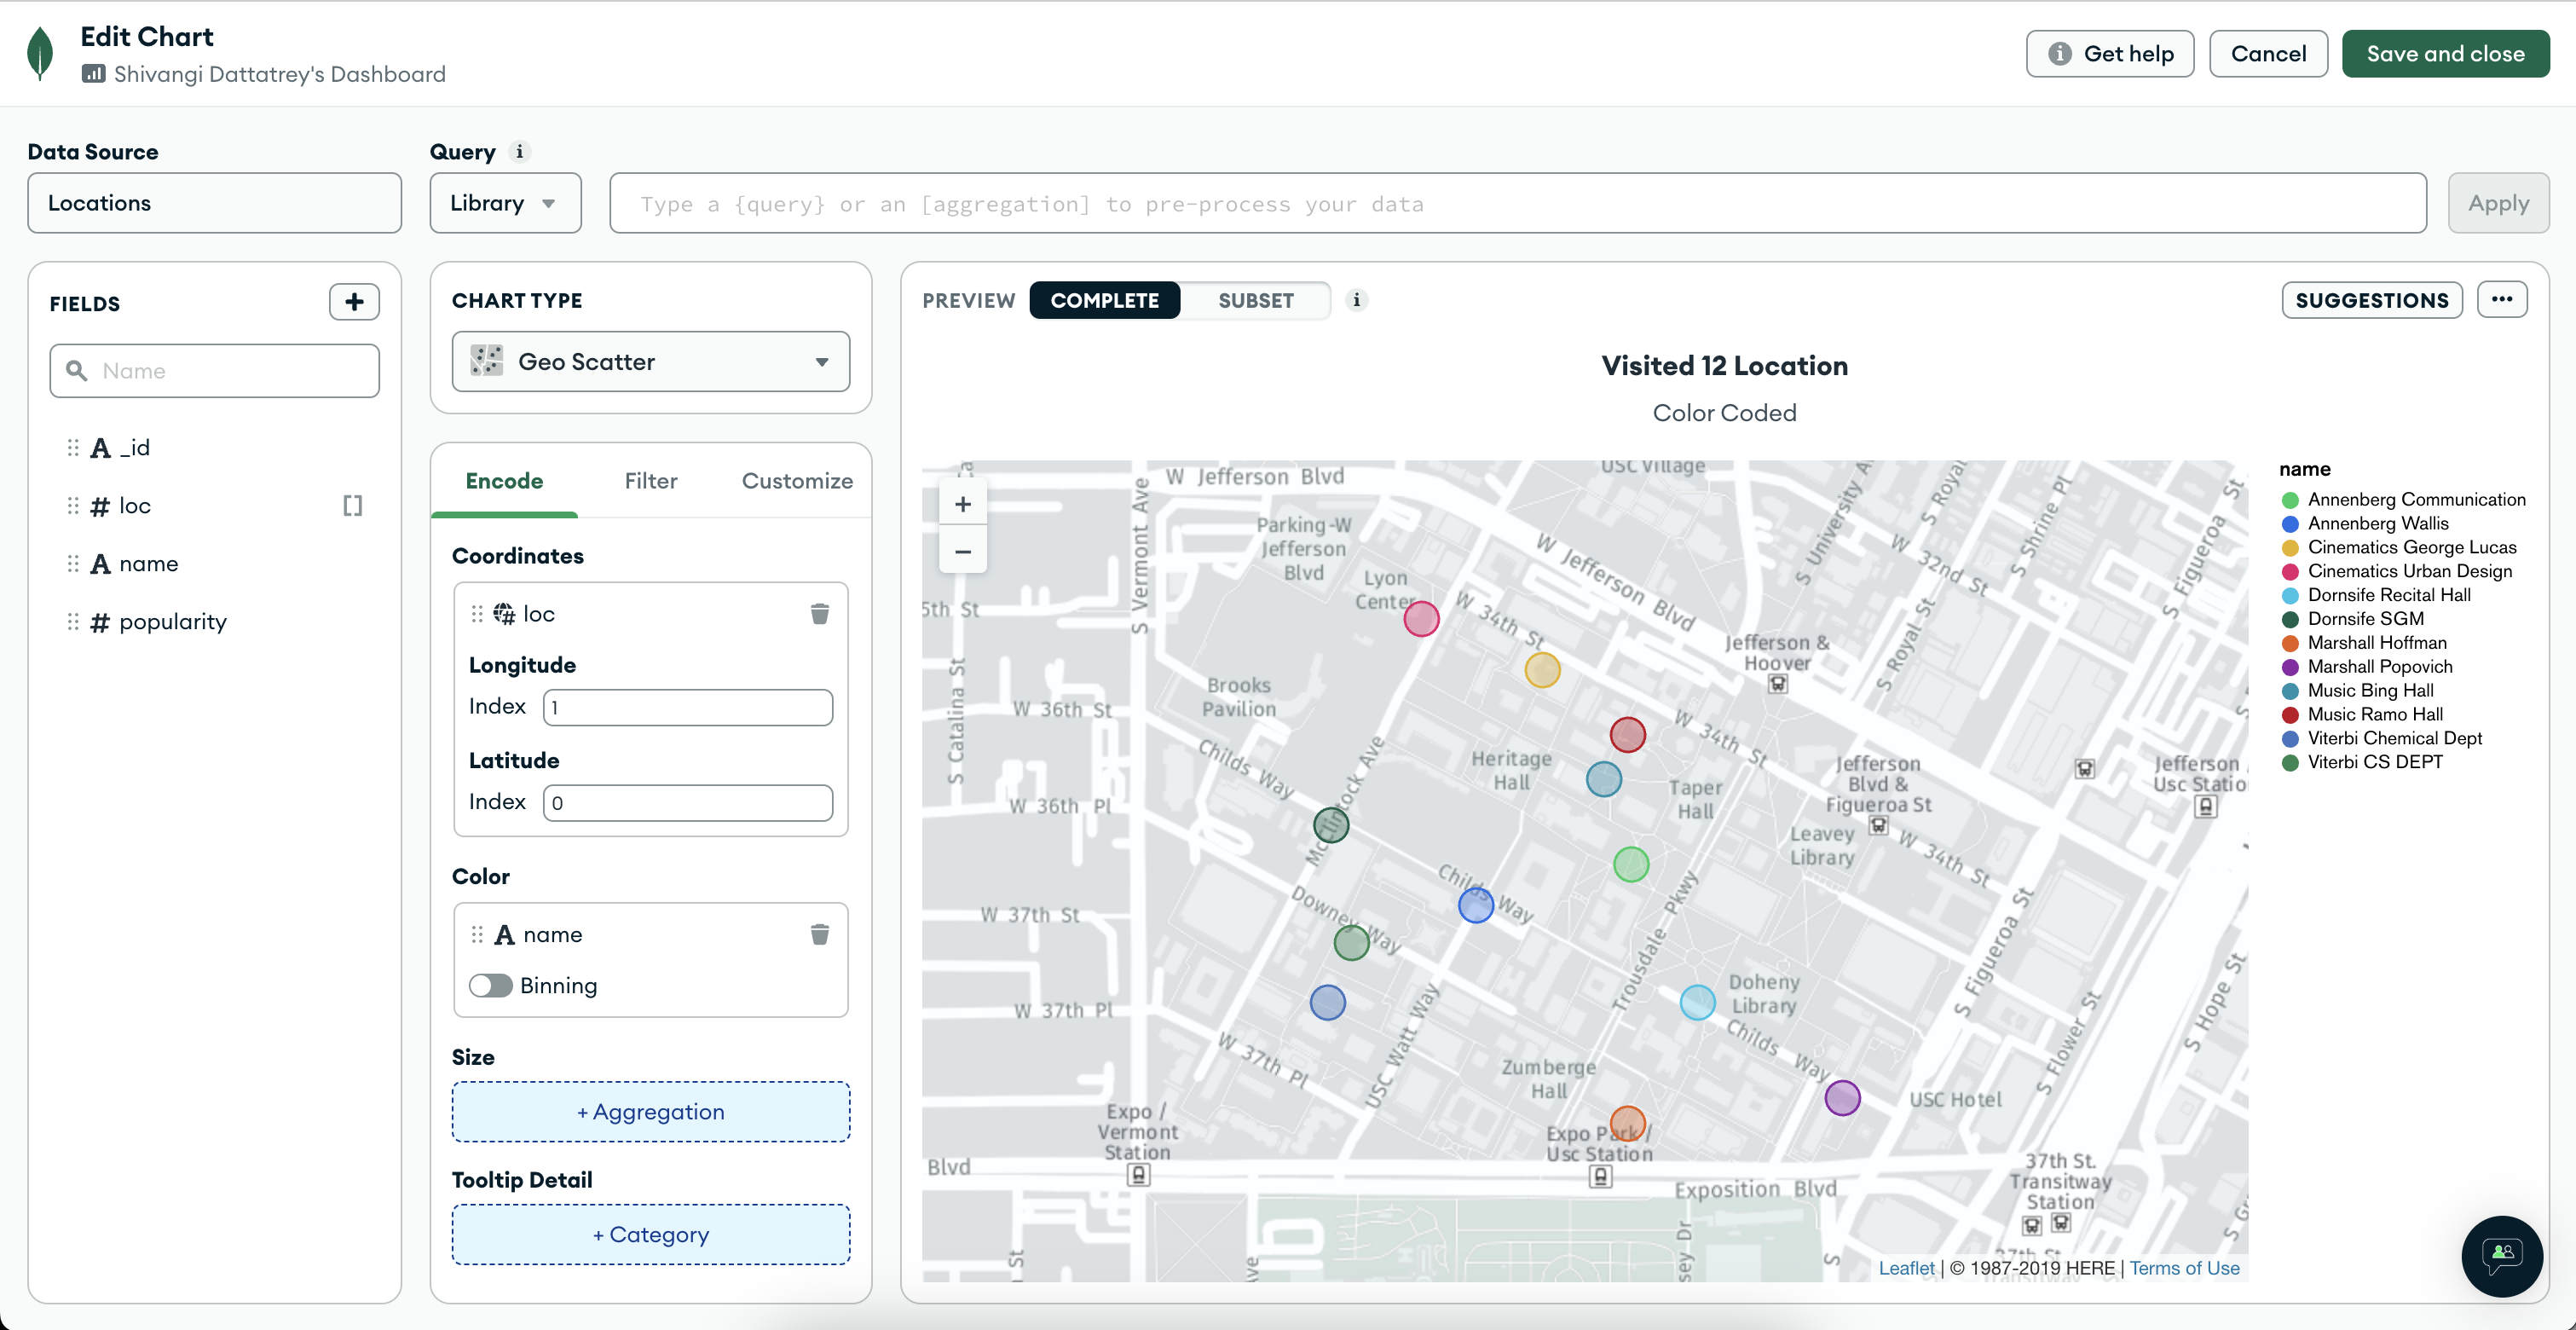 Edit Chart
Shivangi Dattatrey's Dashboard
Get help
Cancel
Save and close
Data Source
Query
Locations
Library
Type a {query} or an [aggregation] to pre-process your data
Apply
FIELDS
Name
_id
loc
name
popularity
CHART TYPE
Geo Scatter
Encode
Filter
Customize
Coordinates
loc
Longitude
Index 1
Latitude
Index 0
Color
name
Binning
Size
+ Aggregation
Tooltip Detail
+ Category
PREVIEW
COMPLETE
SUBSET
SUGGESTIONS
Visited 12 Location
Color Coded
USC Village
W Jefferson Blvd
S Vermont Ave
Parking-W
Jefferson
Blvd
Lyon
Center
W Jefferson Blvd
S University A
S Royal
W 32nd St
S Shrine Pl
S Figueroa St
5th St
W 34th St
Jefferson &
Hoover
S Royal St
S Catalina St
Brooks
Pavilion
W 36th St
Childs Way
W 34th St
Heritage
Hall
Taper
Hall
Jefferson
Blvd &
Figueroa St
Jefferson
Usc Statio
W 36th Pl
McClintock Ave
Leavey
Library
W 34th St
Childs Way
Downey Way
W 37th St
Trousdale Pkwy
S Figueroa St
Doheny
Library
W 37th Pl
Childs Way
S Flower St
S Hope St
W 37th Pl
USC Watt Way
Zumberge
Hall
USC Hotel
Expo /
Vermont
Station
Expo Park /
Usc Station
Blvd
Exposition Blvd
37th St.
Transitway
Station
St
Ave
sey Dr
S
37th St
Leaflet | © 1987-2019 HERE | Terms of Use
name
Annenberg Communication
Annenberg Wallis
Cinematics George Lucas
Cinematics Urban Design
Dornsife Recital Hall
Dornsife SGM
Marshall Hoffman
Marshall Popovich
Music Bing Hall
Music Ramo Hall
Viterbi Chemical Dept
Viterbi CS DEPT